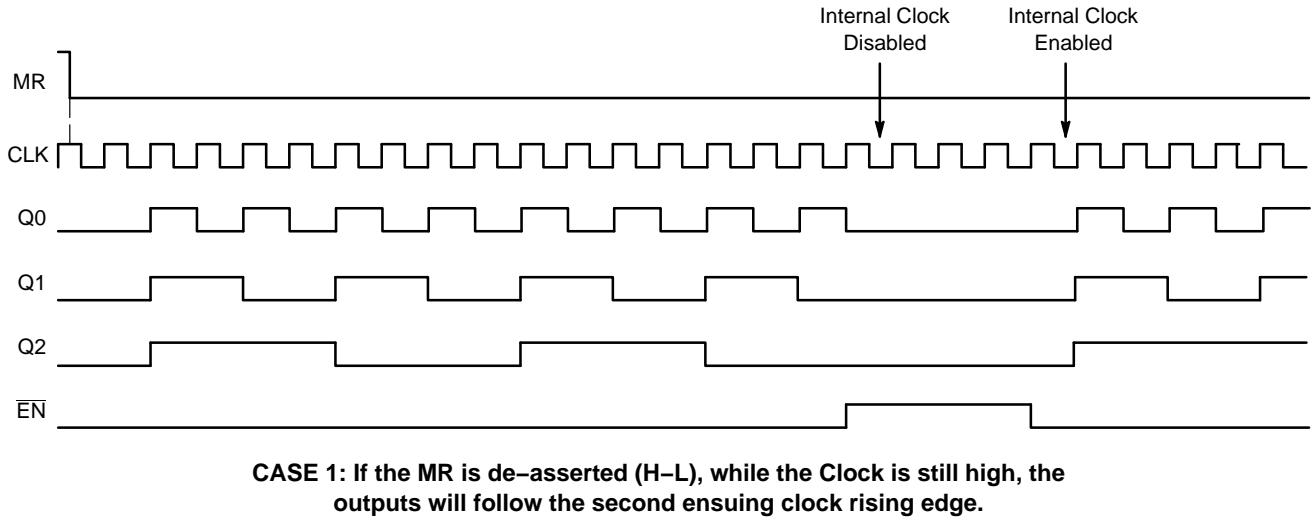 Internal Clock
Disabled
Internal Clock
Enabled
MR
CLK
Q0
Q1
Q2
E̅N̅
CASE 1: If the MR is de−asserted (H−L), while the Clock is still high, the
outputs will follow the second ensuing clock rising edge.